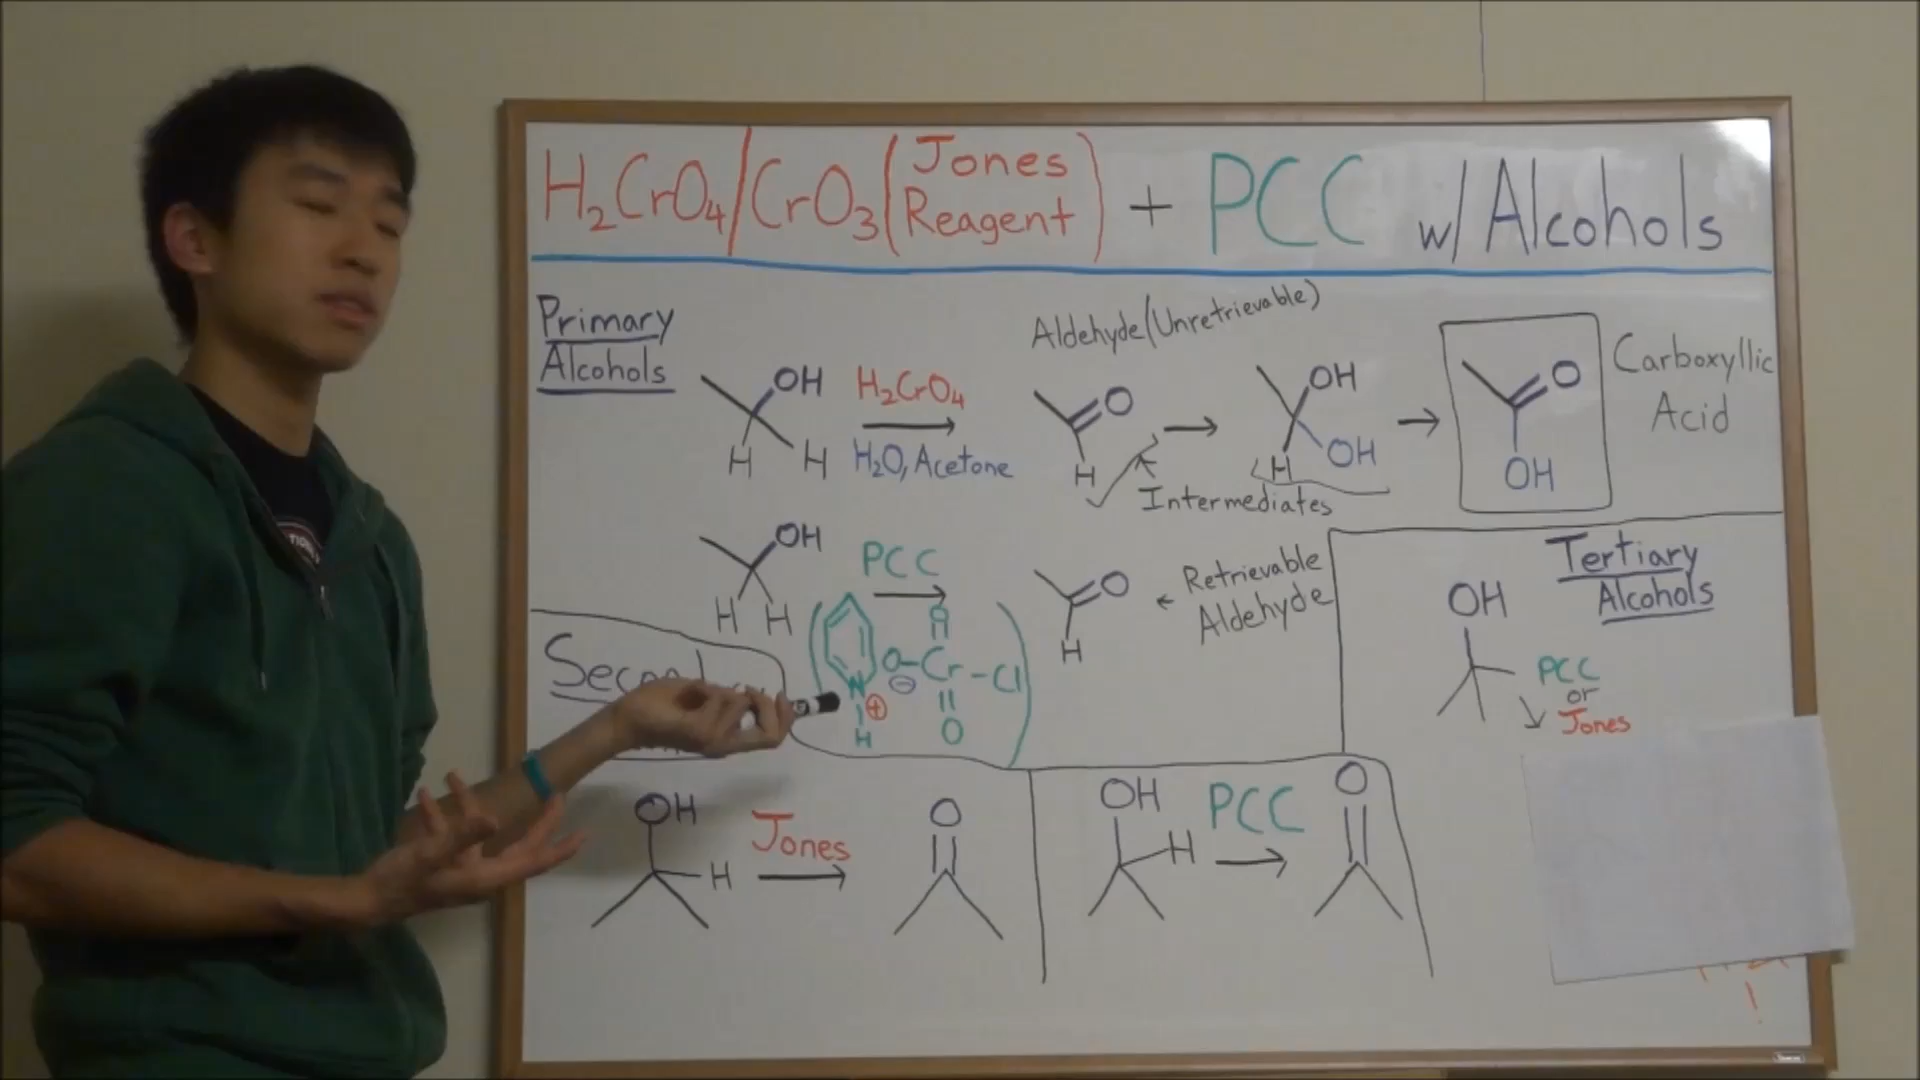 H₂CrO₄/CrO₃(Jones Reagent) + PCC w/ Alcohols
Primary
Alcohols
OH
H H
H₂CrO₄
H₂O, Acetone
Aldehyde (Unretrievable)
O
H
Intermediates
OH
OH
H
O
OH
Carboxyllic
Acid
OH
H H
PCC
N
⊕
H
O
O-Cr-Cl
⊖
O
O
H
← Retrievable
Aldehyde
Tertiary
Alcohols
OH
PCC
or
Jones
OH
H
Jones
O
OH
H
PCC
O
!